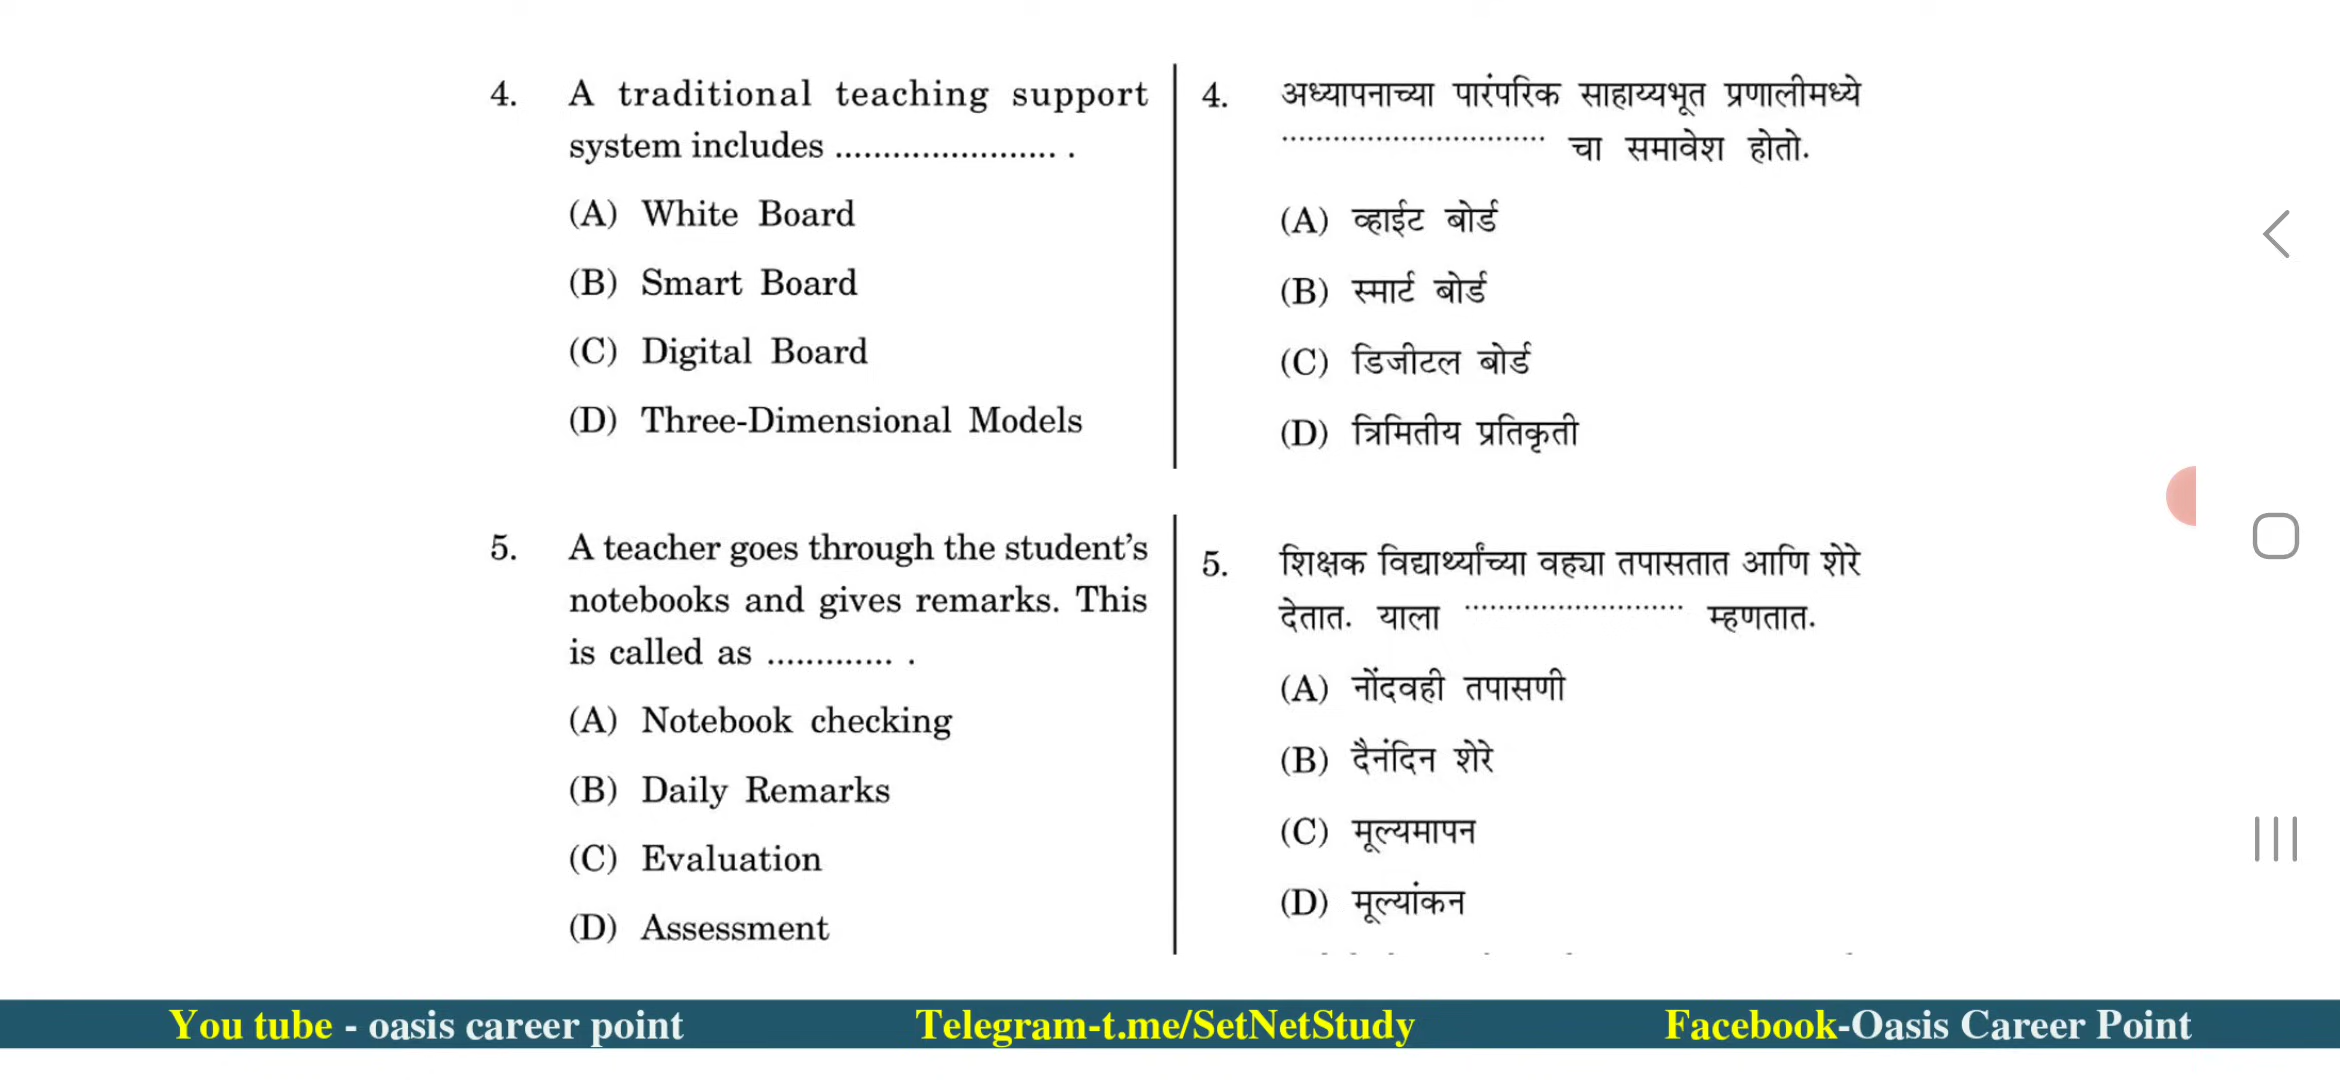 4. A traditional teaching support
system includes ....................... .
(A) White Board
(B) Smart Board
(C) Digital Board
(D) Three-Dimensional Models
5. A teacher goes through the student's
notebooks and gives remarks. This
is called as ............. .
(A) Notebook checking
(B) Daily Remarks
(C) Evaluation
(D) Assessment
4. अध्यापनाच्या पारंपरिक साहाय्यभूत प्रणालीमध्ये
.............................. चा समावेश होतो.
(A) व्हाईट बोर्ड
(B) स्मार्ट बोर्ड
(C) डिजीटल बोर्ड
(D) त्रिमितीय प्रतिकृती
5. शिक्षक विद्यार्थ्यांच्या वह्या तपासतात आणि शेरे
देतात. याला .......................... म्हणतात.
(A) नोंदवही तपासणी
(B) दैनंदिन शेरे
(C) मूल्यमापन
(D) मूल्यांकन
You tube - oasis career point Telegram-t.me/SetNetStudy Facebook-Oasis Career Point